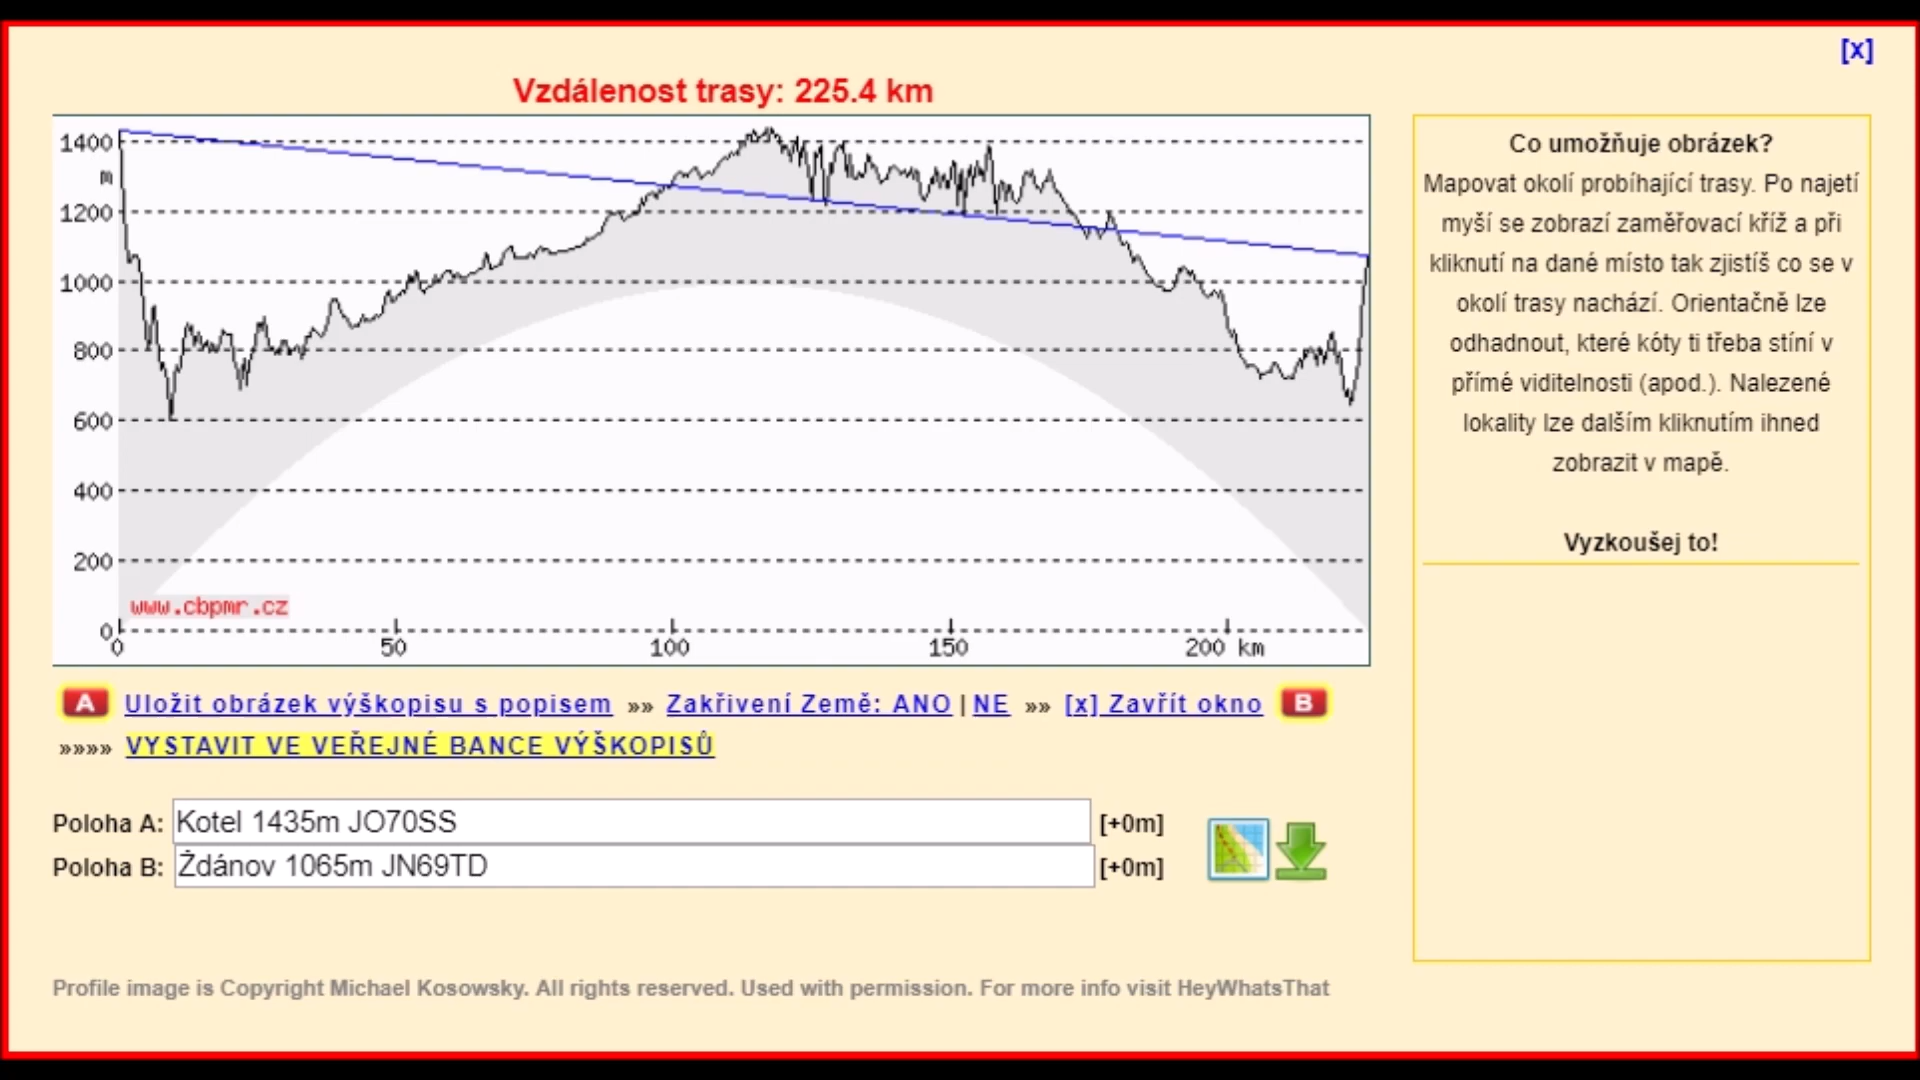 [x]
Vzdálenost trasy: 225.4 km
1400
m
1200
1000
800
600
400
200
0
www.cbpmr.cz
0 50 100 150 200 km
A Uložit obrázek výškopisu s popisem »» Zakřivení Země: ANO | NE »» [x] Zavřít okno B
»»»» VYSTAVIT VE VEŘEJNÉ BANCE VÝŠKOPISŮ
Poloha A: Kotel 1435m JO70SS [+0m]
Poloha B: Ždánov 1065m JN69TD [+0m]
Profile image is Copyright Michael Kosowsky. All rights reserved. Used with permission. For more info visit HeyWhatsThat
Co umožňuje obrázek?
Mapovat okolí probíhající trasy. Po najetí
myší se zobrazí zaměřovací kříž a při
kliknutí na dané místo tak zjistíš co se v
okolí trasy nachází. Orientačně lze
odhadnout, které kóty ti třeba stíní v
přímé viditelnosti (apod.). Nalezené
lokality lze dalším kliknutím ihned
zobrazit v mapě.
Vyzkoušej to!